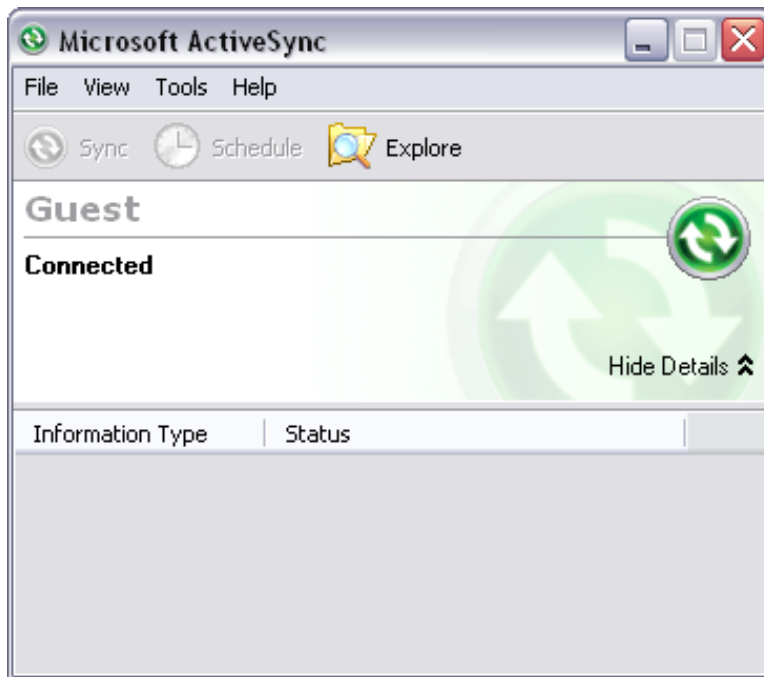 Microsoft ActiveSync
File View Tools Help
Sync Schedule Explore
Guest
Connected
Hide Details
Information Type Status